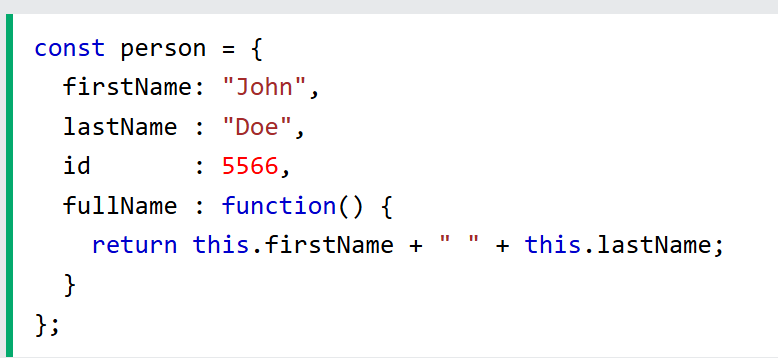 const person = {
  firstName: "John",
  lastName : "Doe",
  id       : 5566,
  fullName : function() {
    return this.firstName + " " + this.lastName;
  }
};